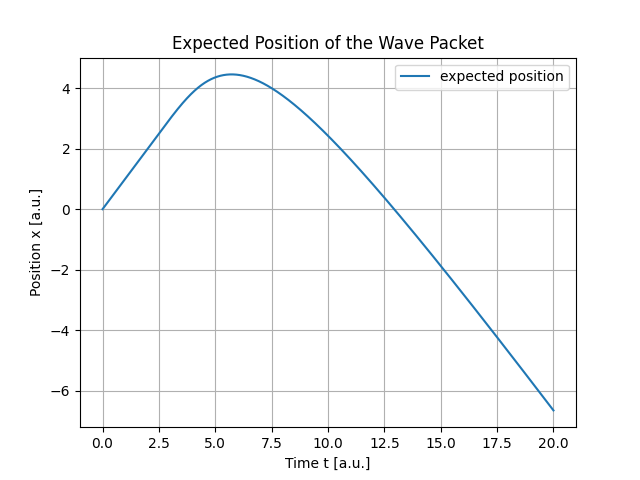 Expected Position of the Wave Packet
expected position
Position x [a.u.]
4
2
0
−2
−4
−6
0.0 2.5 5.0 7.5 10.0 12.5 15.0 17.5 20.0
Time t [a.u.]